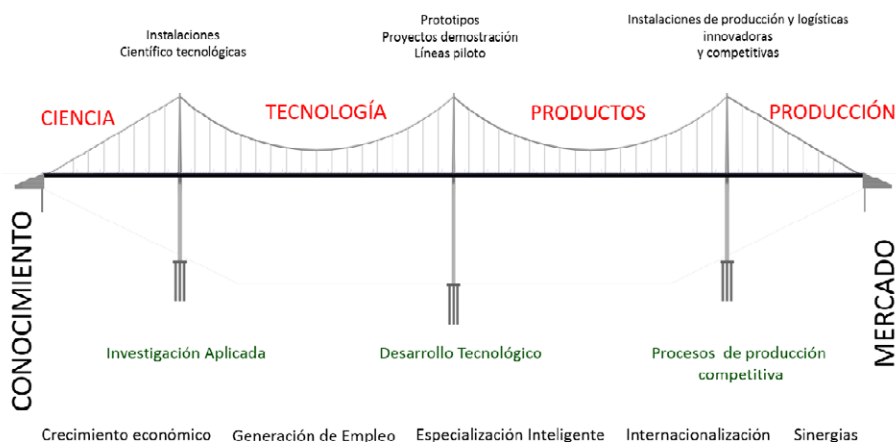 Instalaciones
Científico tecnológicas
Prototipos
Proyectos demostración
Líneas piloto
Instalaciones de producción y logísticas
innovadoras
y competitivas
CIENCIA
TECNOLOGÍA
PRODUCTOS
PRODUCCIÓN
CONOCIMIENTO
MERCADO
Investigación Aplicada
Desarrollo Tecnológico
Procesos de producción
competitiva
Crecimiento económico
Generación de Empleo
Especialización Inteligente
Internacionalización
Sinergias